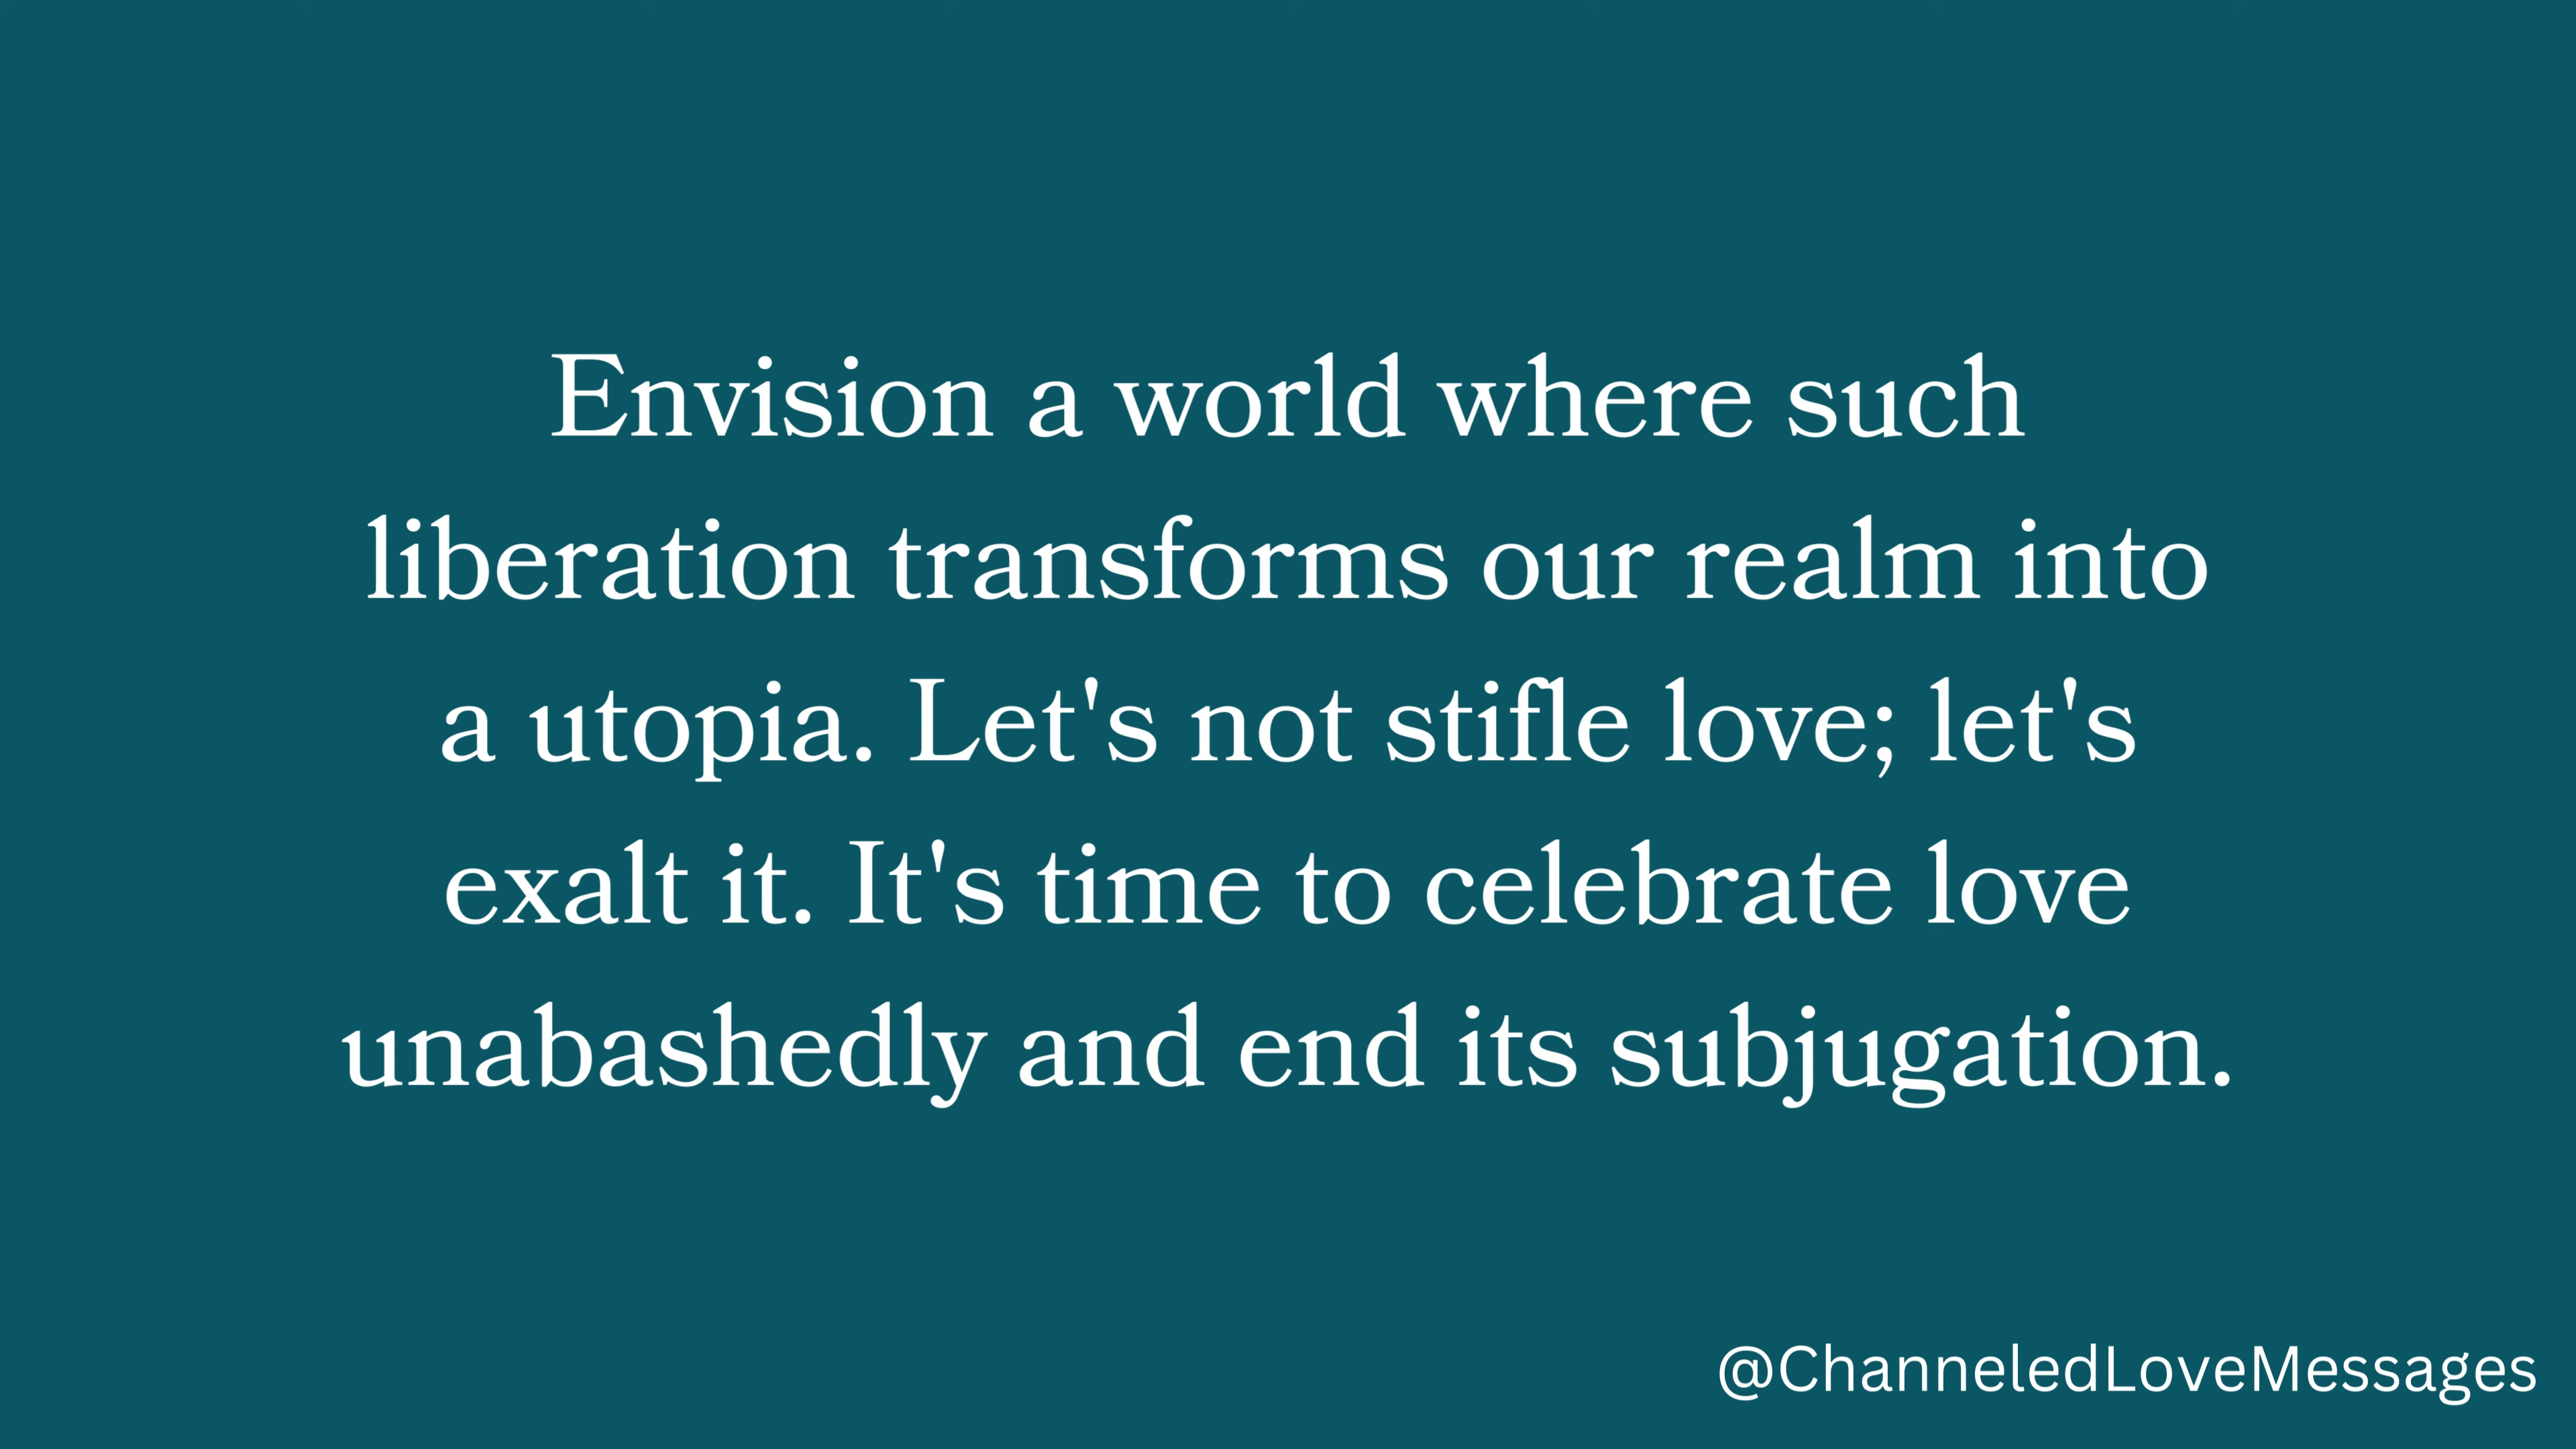 Envision a world where such
liberation transforms our realm into
a utopia. Let's not stifle love; let's
exalt it. It's time to celebrate love
unabashedly and end its subjugation.
@ChanneledLoveMessages